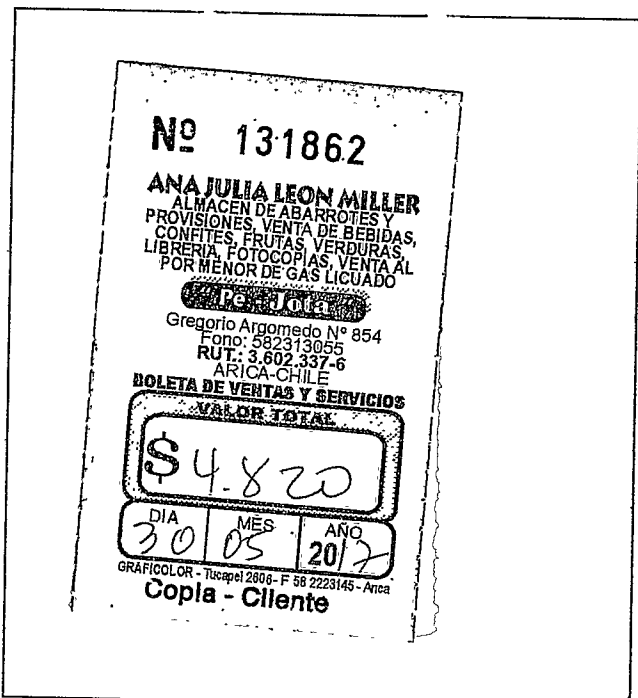 Nº 131862
ANA JULIA LEON MILLER
ALMACEN DE ABARROTES Y
PROVISIONES, VENTA DE BEBIDAS,
CONFITES, FRUTAS, VERDURAS,
LIBRERIA, FOTOCOPIAS, VENTA AL
POR MENOR DE GAS LICUADO
Pe - Jota
Gregorio Argomedo Nº 854
Fono: 582313055
RUT.: 3.602.337-6
ARICA-CHILE
BOLETA DE VENTAS Y SERVICIOS
VALOR TOTAL
$ 4.820
DIA MES AÑO
30 05 2017
GRAFICOLOR - Tucapel 2606 - F 58 2223145 - Arica
Copia - Cliente